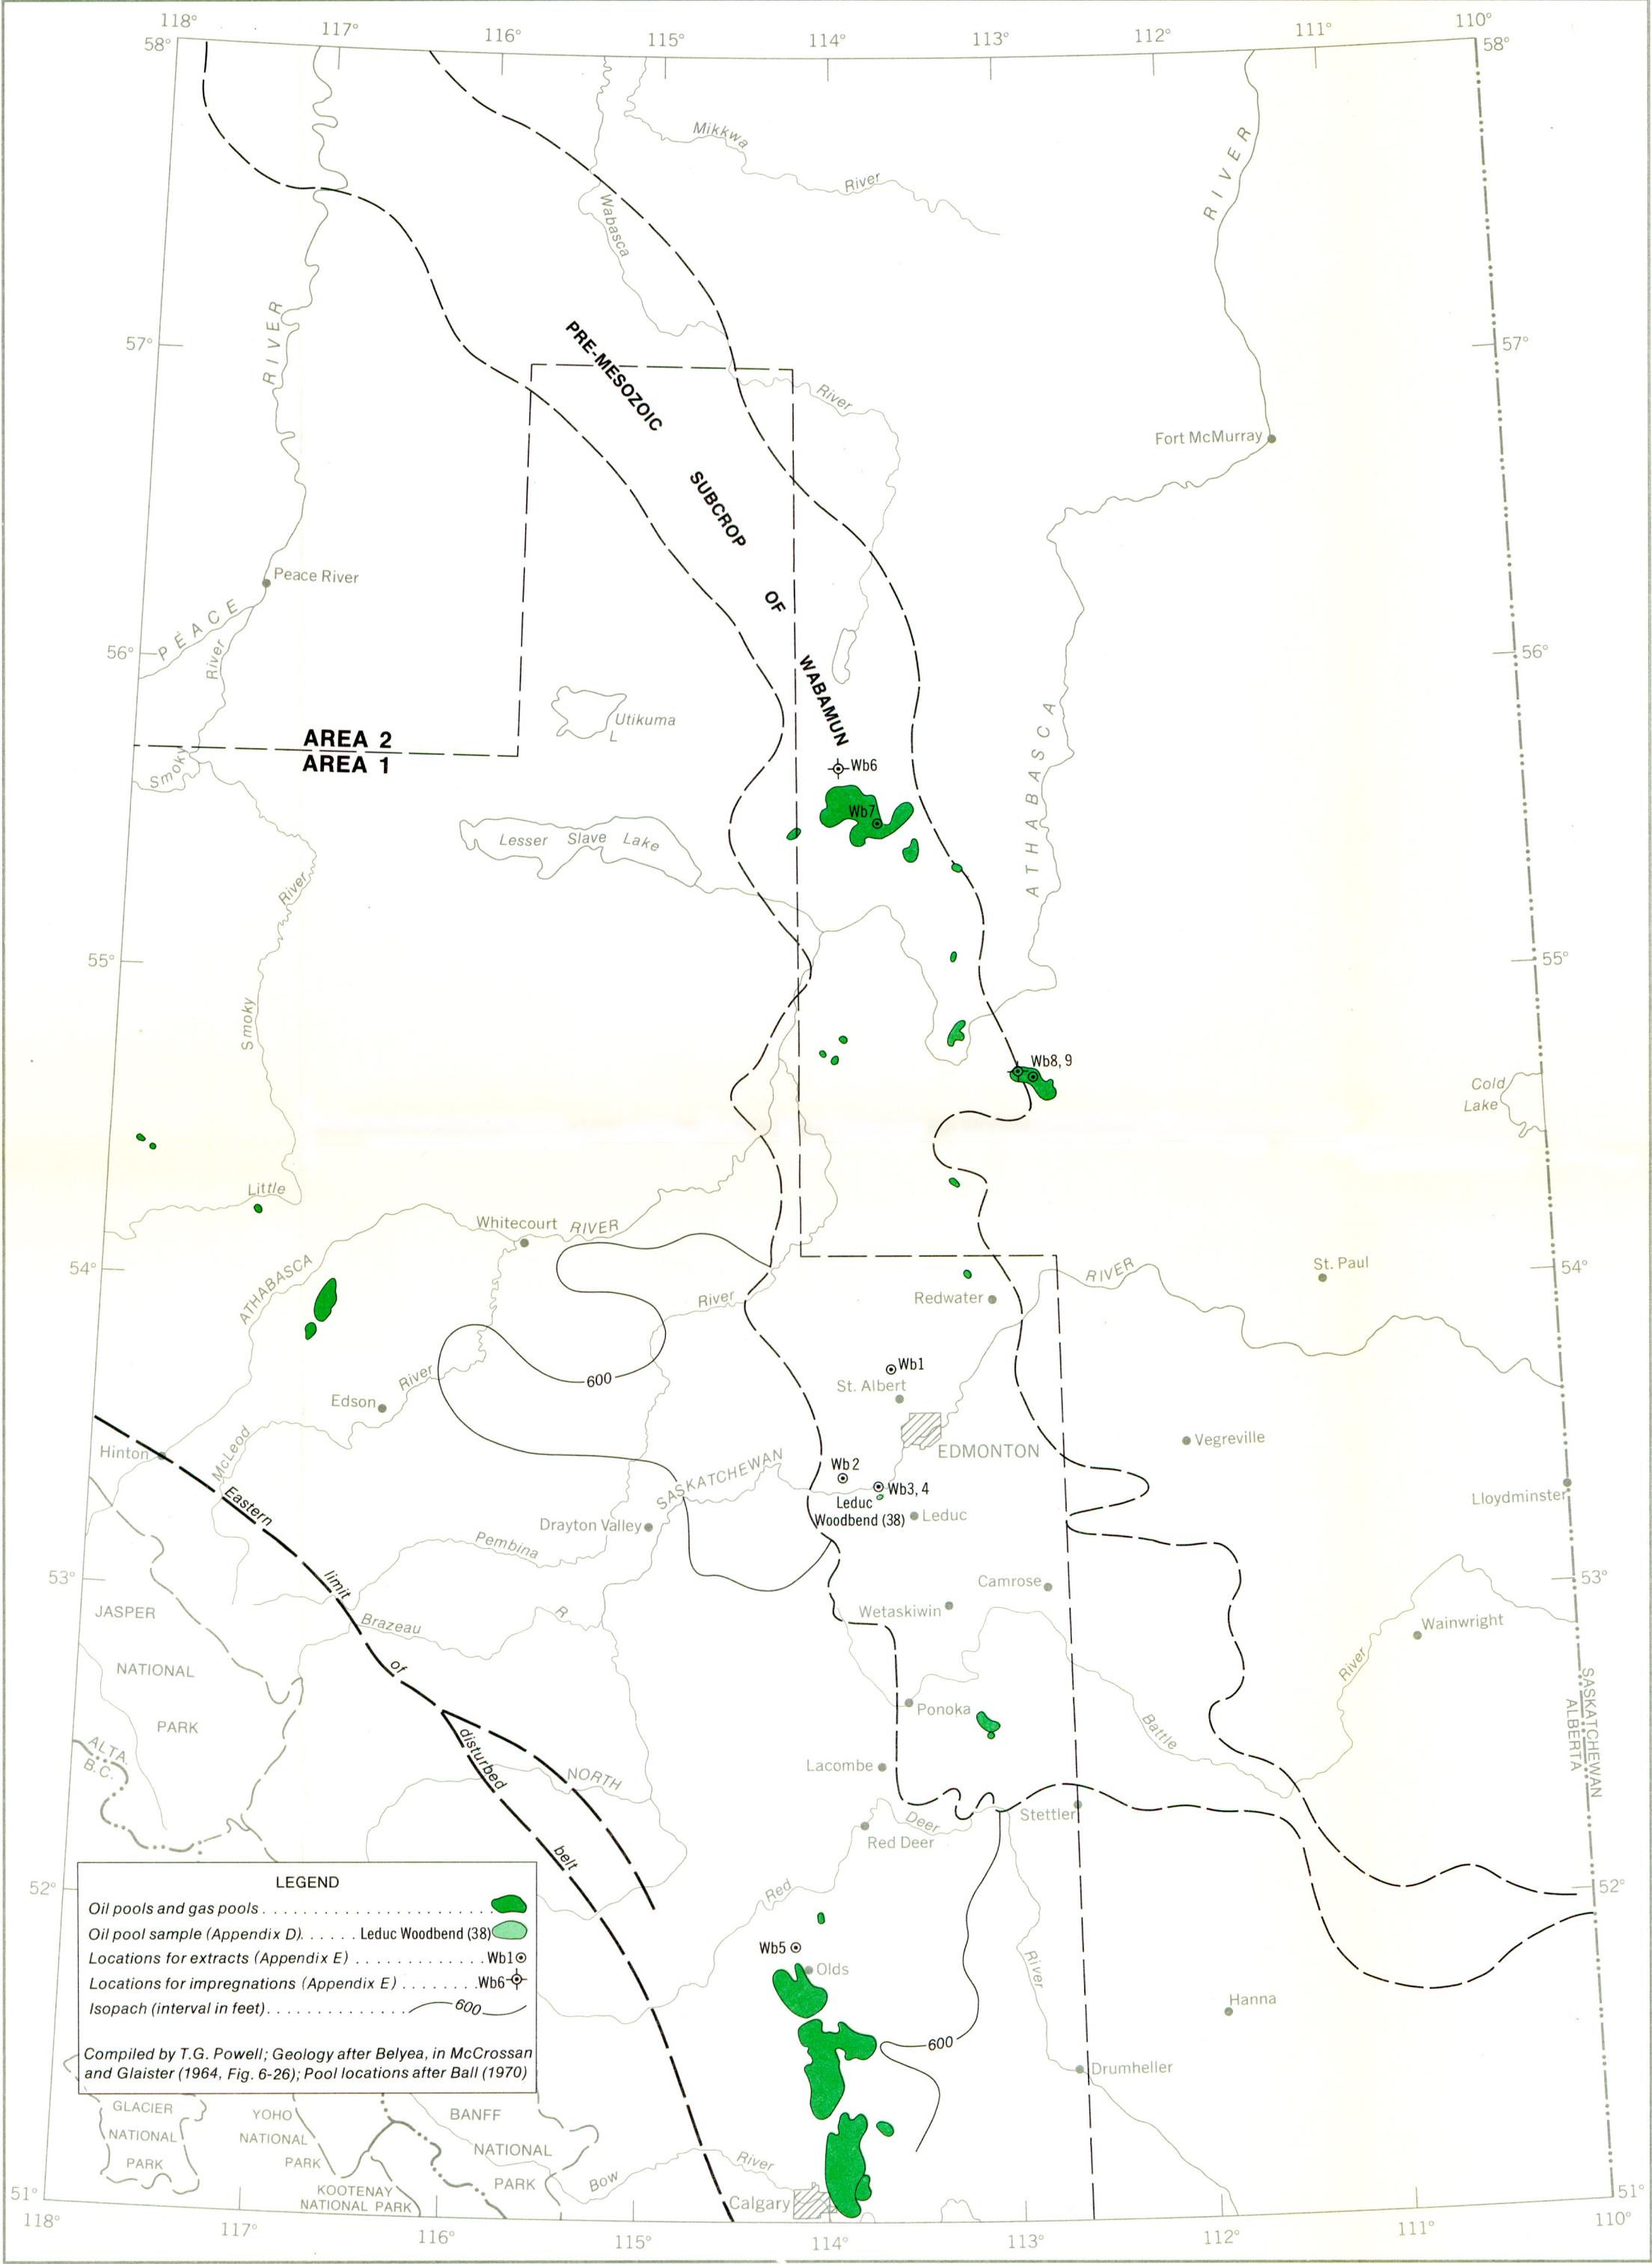 118°
117°
116°
115°
114°
113°
112°
111°
110°
58°
58°
Mikkwa
River
RIVER
Wabasca
RIVER
57°
57°
PRE-MESOZOIC
River
Fort McMurray
SUBCROP
Peace River
OF
PEACE
River
56°
56°
WABAMUN
Utikuma
L
ATHABASCA
AREA 2
AREA 1
Smoky
Wb6
Wb7
Lesser Slave Lake
River
55°
55°
Smoky
Wb8, 9
Cold
Lake
Little
Whitecourt
RIVER
54°
54°
ATHABASCA
RIVER
St. Paul
River
Redwater
Wb1
600
St. Albert
River
Edson
Hinton
McLeod
EDMONTON
Vegreville
SASKATCHEWAN
Wb2
Wb3, 4
Eastern
Leduc
Woodbend (38)
Leduc
Lloydminster
Drayton Valley
Pembina
53°
53°
limit
Camrose
JASPER
Wetaskiwin
R
Brazeau
Wainwright
NATIONAL
of
River
PARK
Ponoka
Battle
SASKATCHEWAN
ALBERTA
ALTA.
B.C.
disturbed
NORTH
Lacombe
Stettler
Deer
Red Deer
belt
52°
52°
LEGEND
Oil pools and gas pools
Oil pool sample (Appendix D) Leduc Woodbend (38)
Locations for extracts (Appendix E) Wb1
Locations for impregnations (Appendix E) Wb6
Isopach (interval in feet) 600
Compiled by T.G. Powell; Geology after Belyea, in McCrossan
and Glaister (1964, Fig. 6-26); Pool locations after Ball (1970)
Red
Wb5
Olds
River
Hanna
600
Drumheller
GLACIER
NATIONAL
PARK
YOHO
NATIONAL
PARK
BANFF
NATIONAL
PARK
KOOTENAY
NATIONAL PARK
Bow
River
Calgary
51°
51°
118°
117°
116°
115°
114°
113°
112°
111°
110°